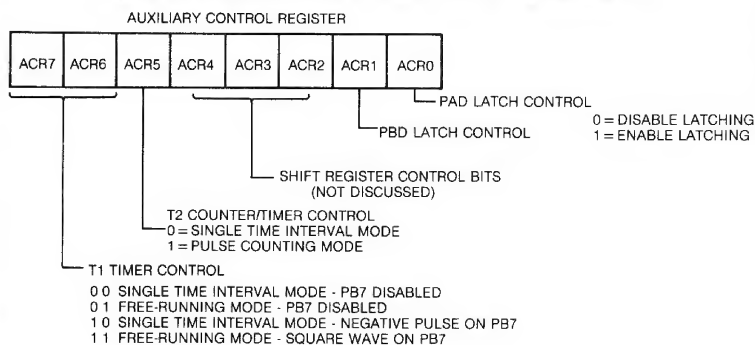 AUXILIARY CONTROL REGISTER
ACR7 ACR6 ACR5 ACR4 ACR3 ACR2 ACR1 ACR0
PAD LATCH CONTROL
0 = DISABLE LATCHING
1 = ENABLE LATCHING
PBD LATCH CONTROL
SHIFT REGISTER CONTROL BITS
(NOT DISCUSSED)
T2 COUNTER/TIMER CONTROL
0 = SINGLE TIME INTERVAL MODE
1 = PULSE COUNTING MODE
T1 TIMER CONTROL
0 0 SINGLE TIME INTERVAL MODE - PB7 DISABLED
0 1 FREE-RUNNING MODE - PB7 DISABLED
1 0 SINGLE TIME INTERVAL MODE - NEGATIVE PULSE ON PB7
1 1 FREE-RUNNING MODE - SQUARE WAVE ON PB7